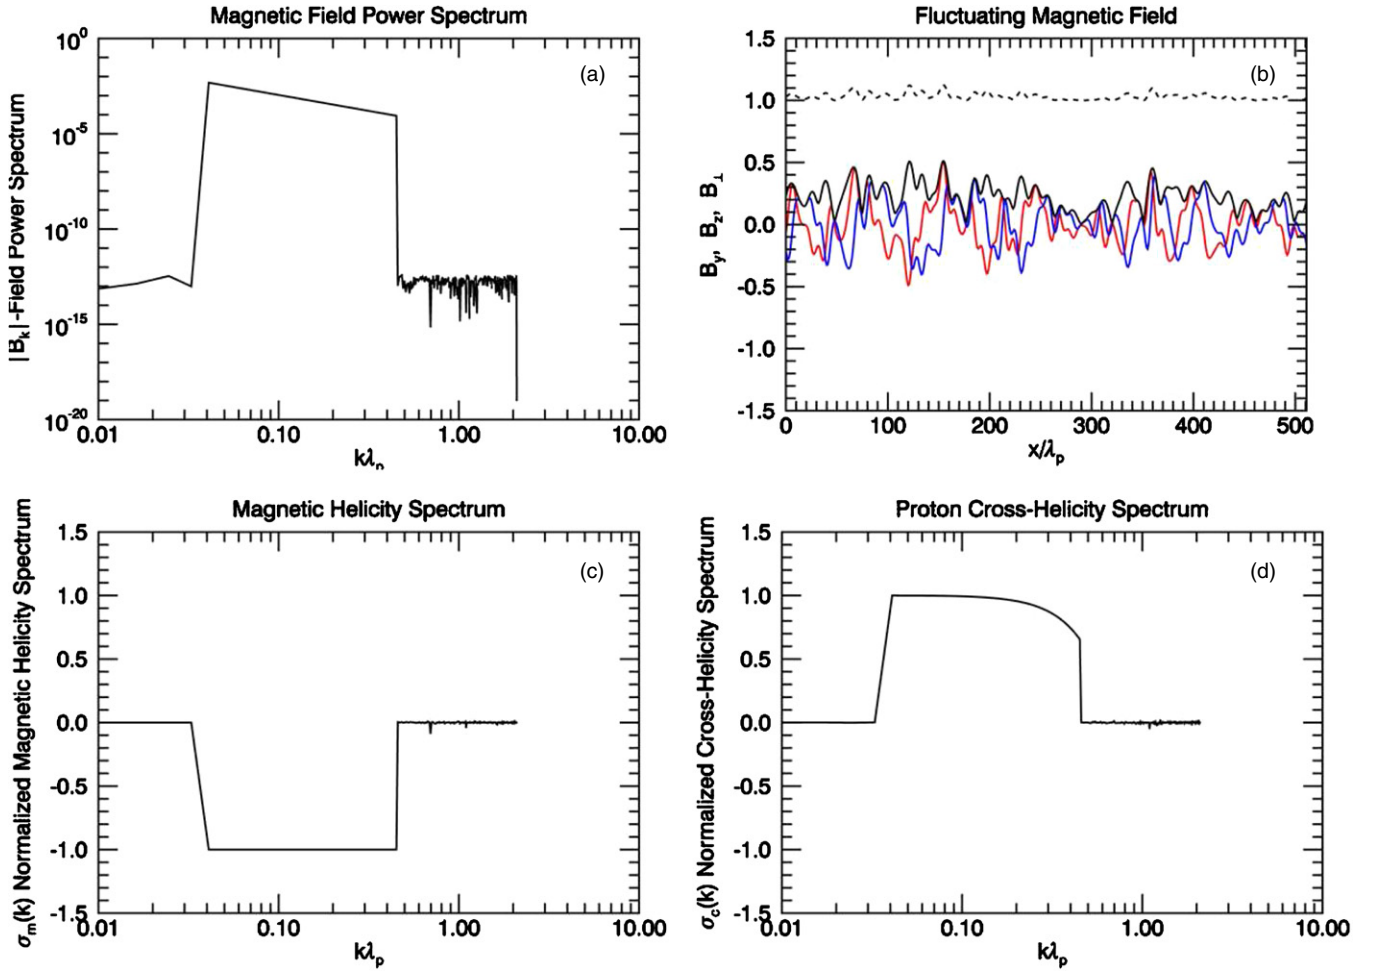 Magnetic Field Power Spectrum
(a)
|Bk|-Field Power Spectrum
10^0
10^-5
10^-10
10^-15
10^-20
0.01 0.10 1.00 10.00
kλp
Fluctuating Magnetic Field
(b)
By, Bz, B⊥
1.5
1.0
0.5
0.0
-0.5
-1.0
-1.5
0 100 200 300 400 500
x/λp
Magnetic Helicity Spectrum
(c)
σm(k) Normalized Magnetic Helicity Spectrum
1.5
1.0
0.5
0.0
-0.5
-1.0
-1.5
0.01 0.10 1.00 10.00
kλp
Proton Cross-Helicity Spectrum
(d)
σc(k) Normalized Cross-Helicity Spectrum
1.5
1.0
0.5
0.0
-0.5
-1.0
-1.5
0.01 0.10 1.00 10.00
kλp